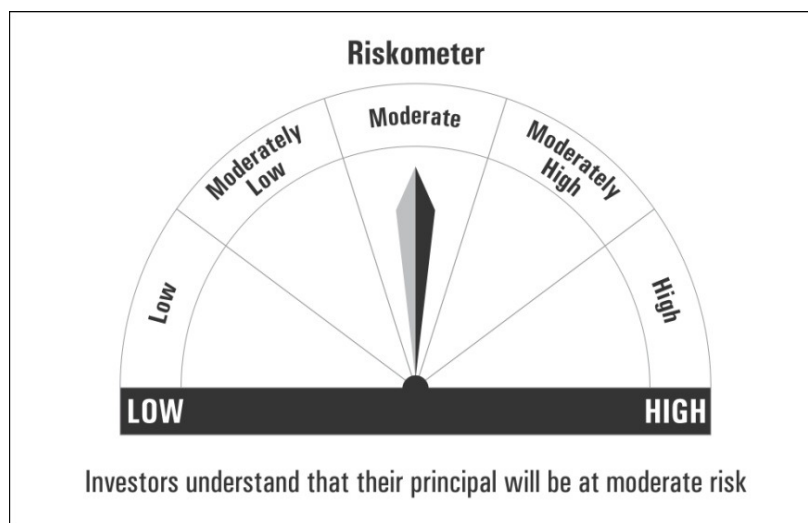 Riskometer
Low
Moderately
Low
Moderate
Moderately
High
High
LOW
HIGH
Investors understand that their principal will be at moderate risk